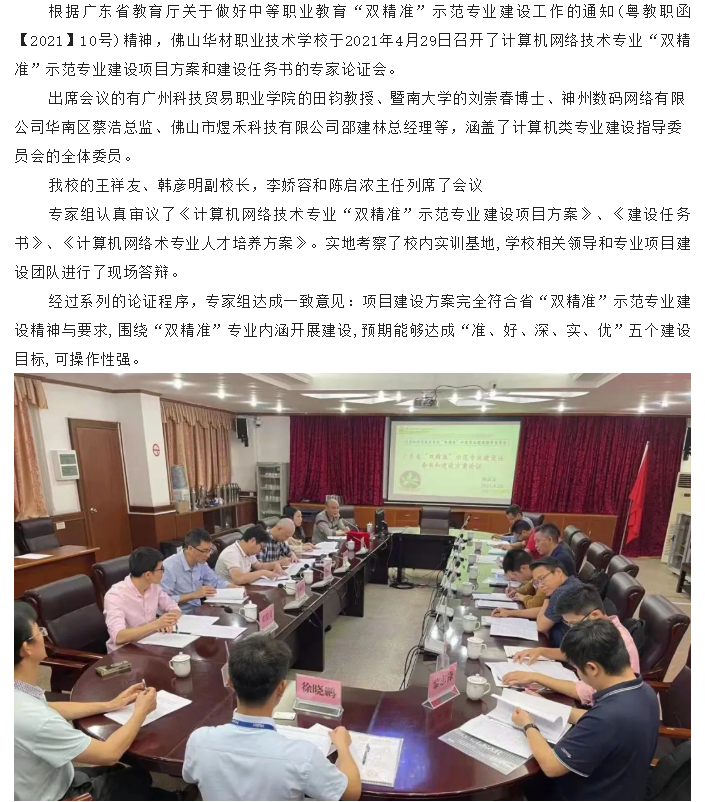 根据广东省教育厅关于做好中等职业教育“双精准”示范专业建设工作的通知(粤教职函
【2021】10号)精神，佛山华材职业技术学校于2021年4月29日召开了计算机网络技术专业“双精
准”示范专业建设项目方案和建设任务书的专家论证会。
出席会议的有广州科技贸易职业学院的田钧教授、暨南大学的刘崇春博士、神州数码网络有限
公司华南区蔡浩总监、佛山市煜禾科技有限公司邵建林总经理等，涵盖了计算机类专业建设指导委
员会的全体委员。
我校的王祥友、韩彦明副校长，李娇容和陈启浓主任列席了会议
专家组认真审议了《计算机网络技术专业“双精准”示范专业建设项目方案》、《建设任务
书》、《计算机网络术专业人才培养方案》。实地考察了校内实训基地,学校相关领导和专业项目建
设团队进行了现场答辩。
经过系列的论证程序，专家组达成一致意见：项目建设方案完全符合省“双精准”示范专业建
设精神与要求,围绕“双精准”专业内涵开展建设,预期能够达成“准、好、深、实、优”五个建设
目标,可操作性强。
徐晓鹏